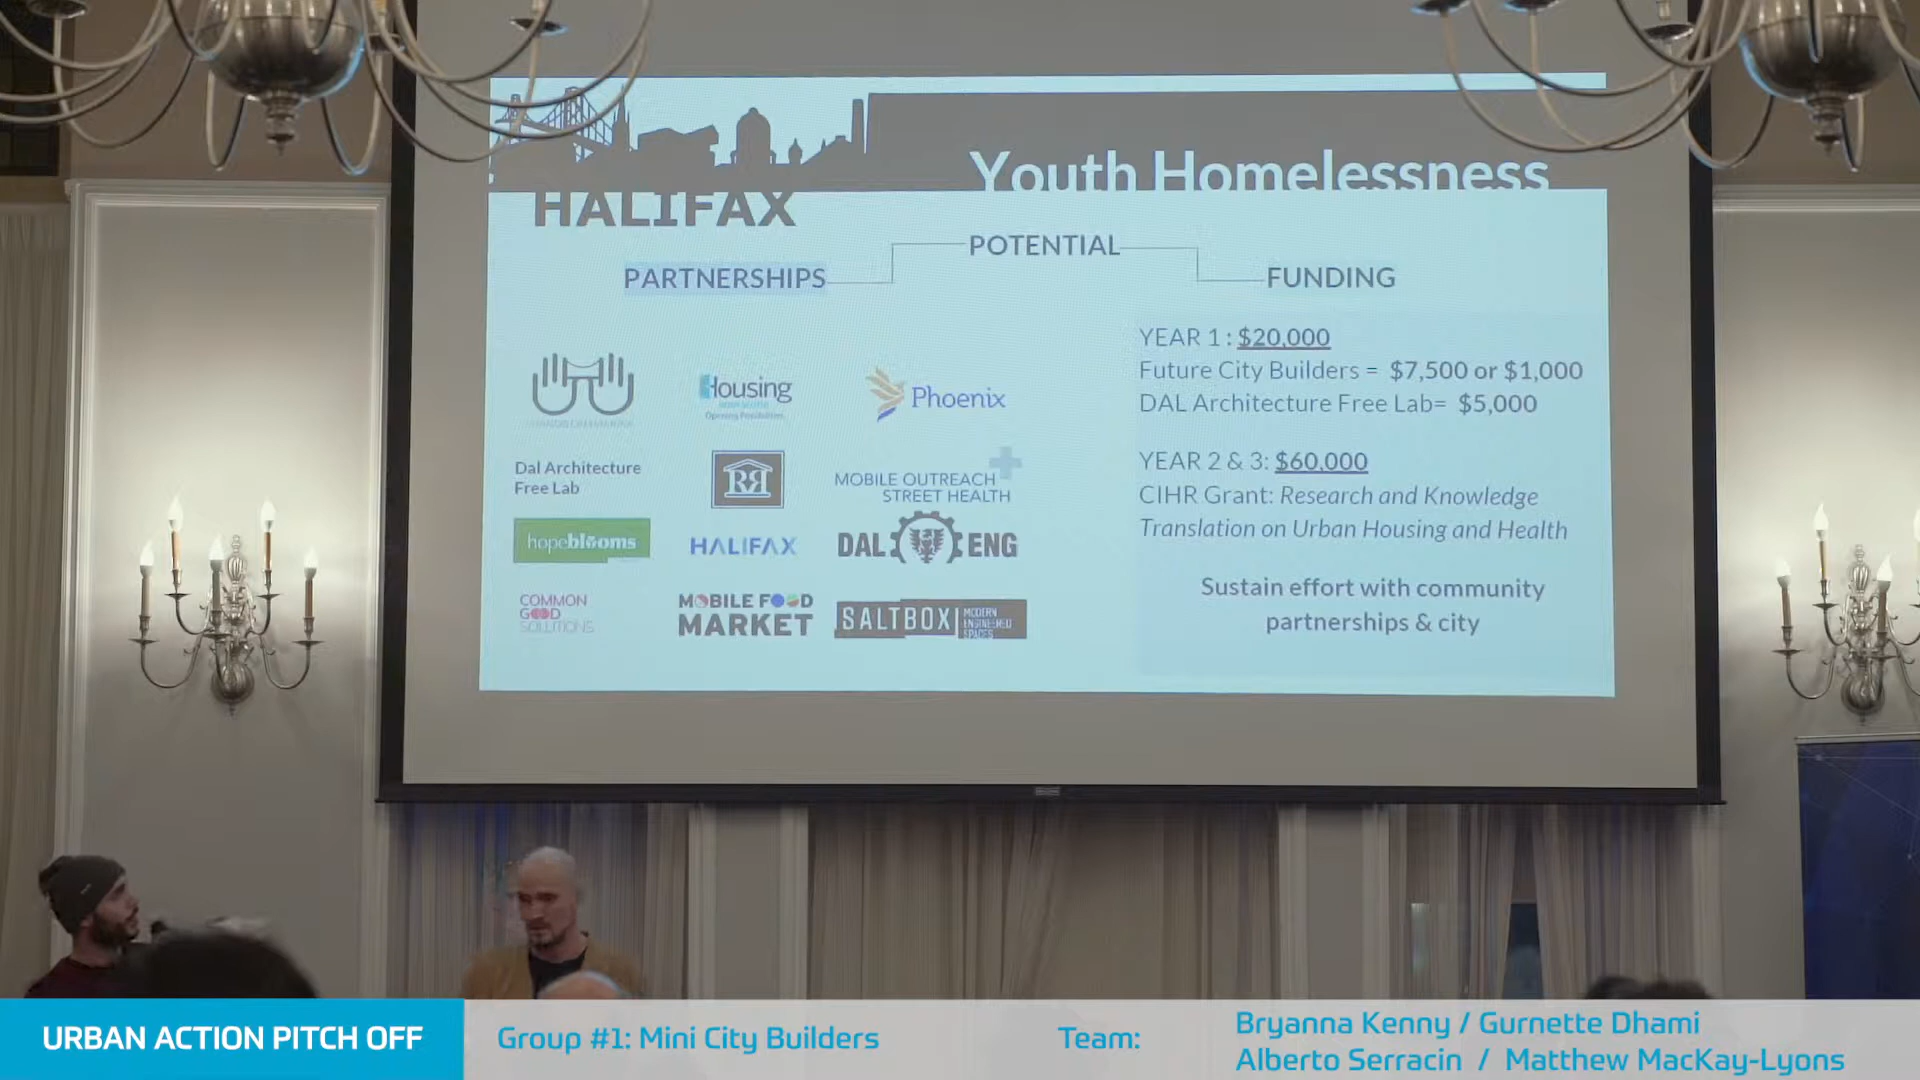 Youth Homelessness
HALIFAX
POTENTIAL
PARTNERSHIPS
FUNDING
YEAR 1 : $20,000
Future City Builders = $7,500 or $1,000
DAL Architecture Free Lab= $5,000
YEAR 2 & 3: $60,000
CIHR Grant: Research and Knowledge
Translation on Urban Housing and Health
Sustain effort with community
partnerships & city
Housing
Phoenix
Dal Architecture
Free Lab
RR
MOBILE OUTREACH
STREET HEALTH
hopeblooms
HALIFAX
DAL ENG
COMMON
GOOD
SOLUTIONS
MOBILE FOOD
MARKET
SALTBOX
MODERN
ENGINEERED
SPACES
URBAN ACTION PITCH OFF
Group #1: Mini City Builders
Team:
Bryanna Kenny / Gurnette Dhami
Alberto Serracin / Matthew MacKay-Lyons